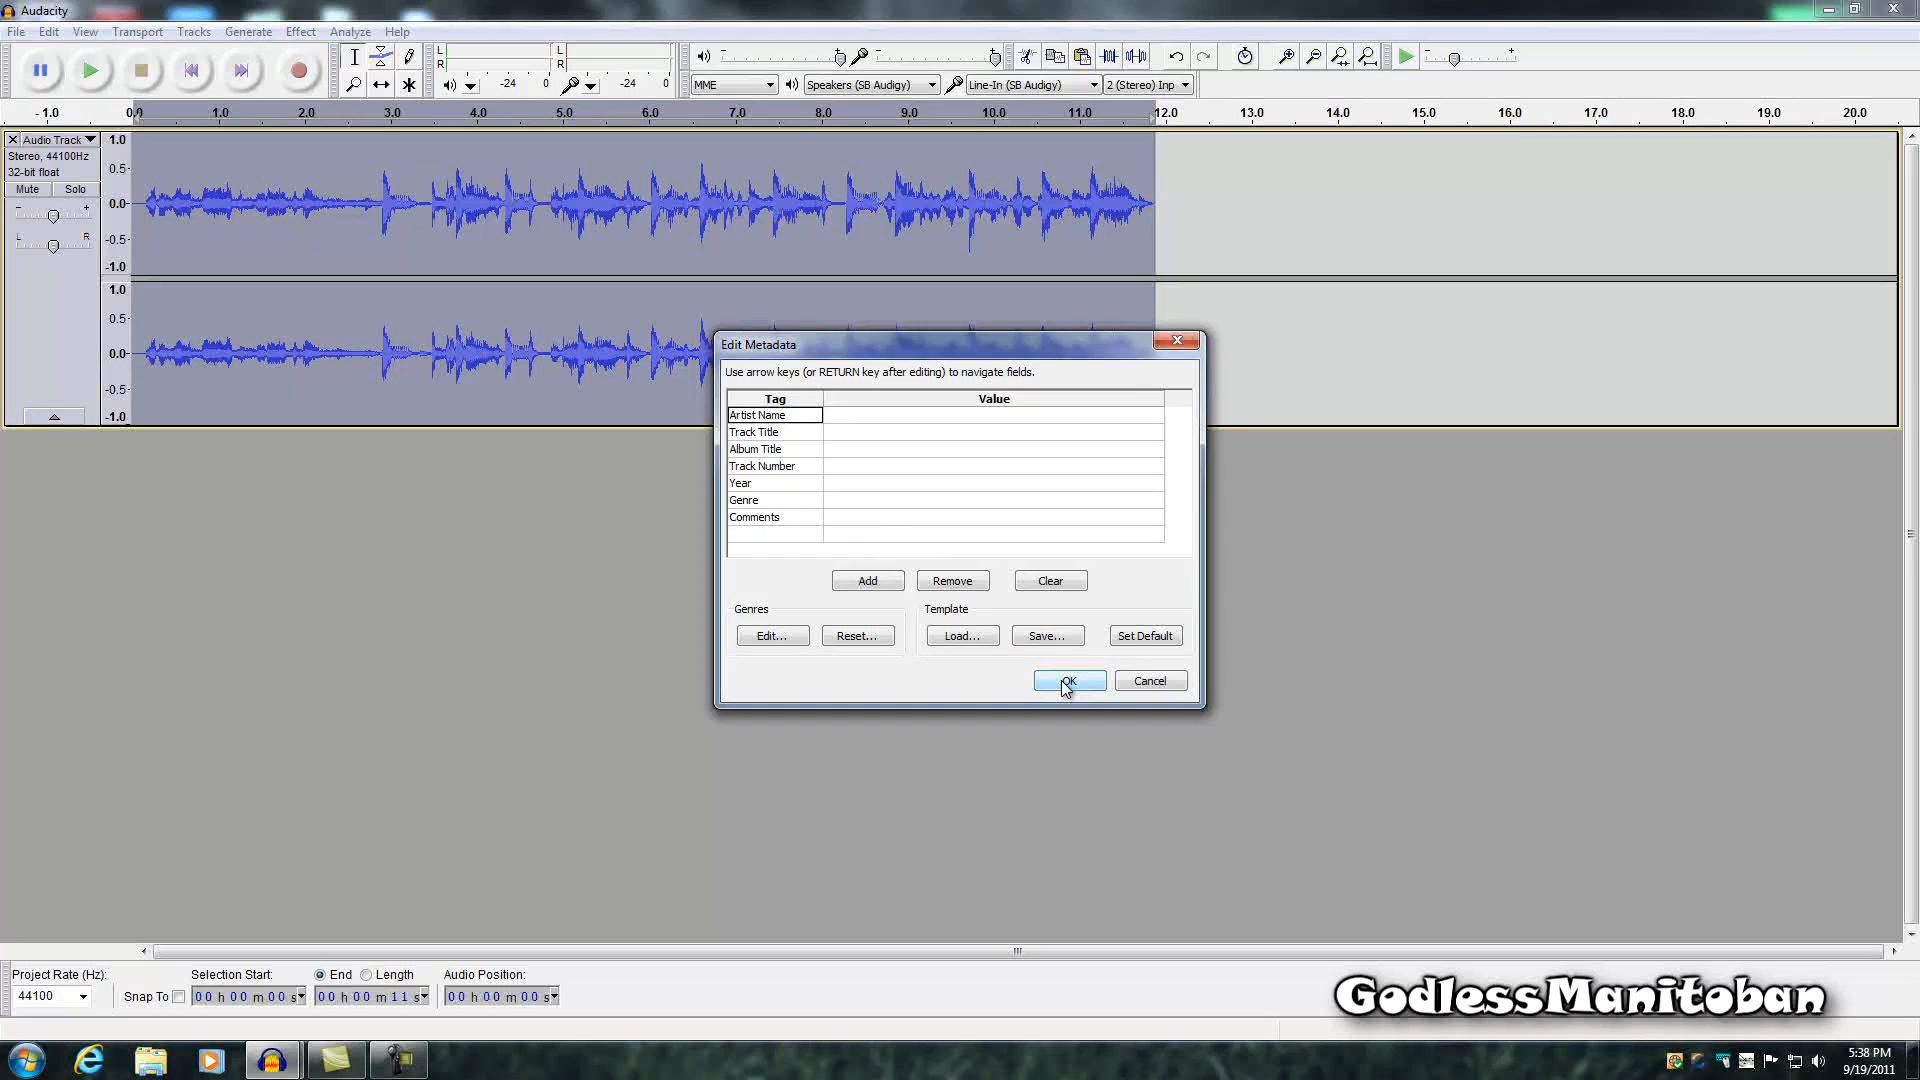 Audacity
File Edit View Transport Tracks Generate Effect Analyze Help
L
R
-24 0
L
R
-24 0
MME
Speakers (SB Audigy)
Line-In (SB Audigy)
2 (Stereo) Inp
- 1.0 0.0 1.0 2.0 3.0 4.0 5.0 6.0 7.0 8.0 9.0 10.0 11.0 12.0 13.0 14.0 15.0 16.0 17.0 18.0 19.0 20.0
Audio Track
Stereo, 44100Hz
32-bit float
Mute Solo
- +
L R
1.0
0.5-
0.0-
-0.5-
-1.0
1.0
0.5-
0.0-
-0.5-
-1.0
Edit Metadata
Use arrow keys (or RETURN key after editing) to navigate fields.
Tag Value
Artist Name
Track Title
Album Title
Track Number
Year
Genre
Comments
Add Remove Clear
Genres Template
Edit... Reset... Load... Save... Set Default
OK Cancel
Project Rate (Hz):
44100
Snap To
Selection Start:
00 h 00 m 00 s
End Length
00 h 00 m 11 s
Audio Position:
00 h 00 m 00 s
GodlessManitoban
5:38 PM
9/19/2011